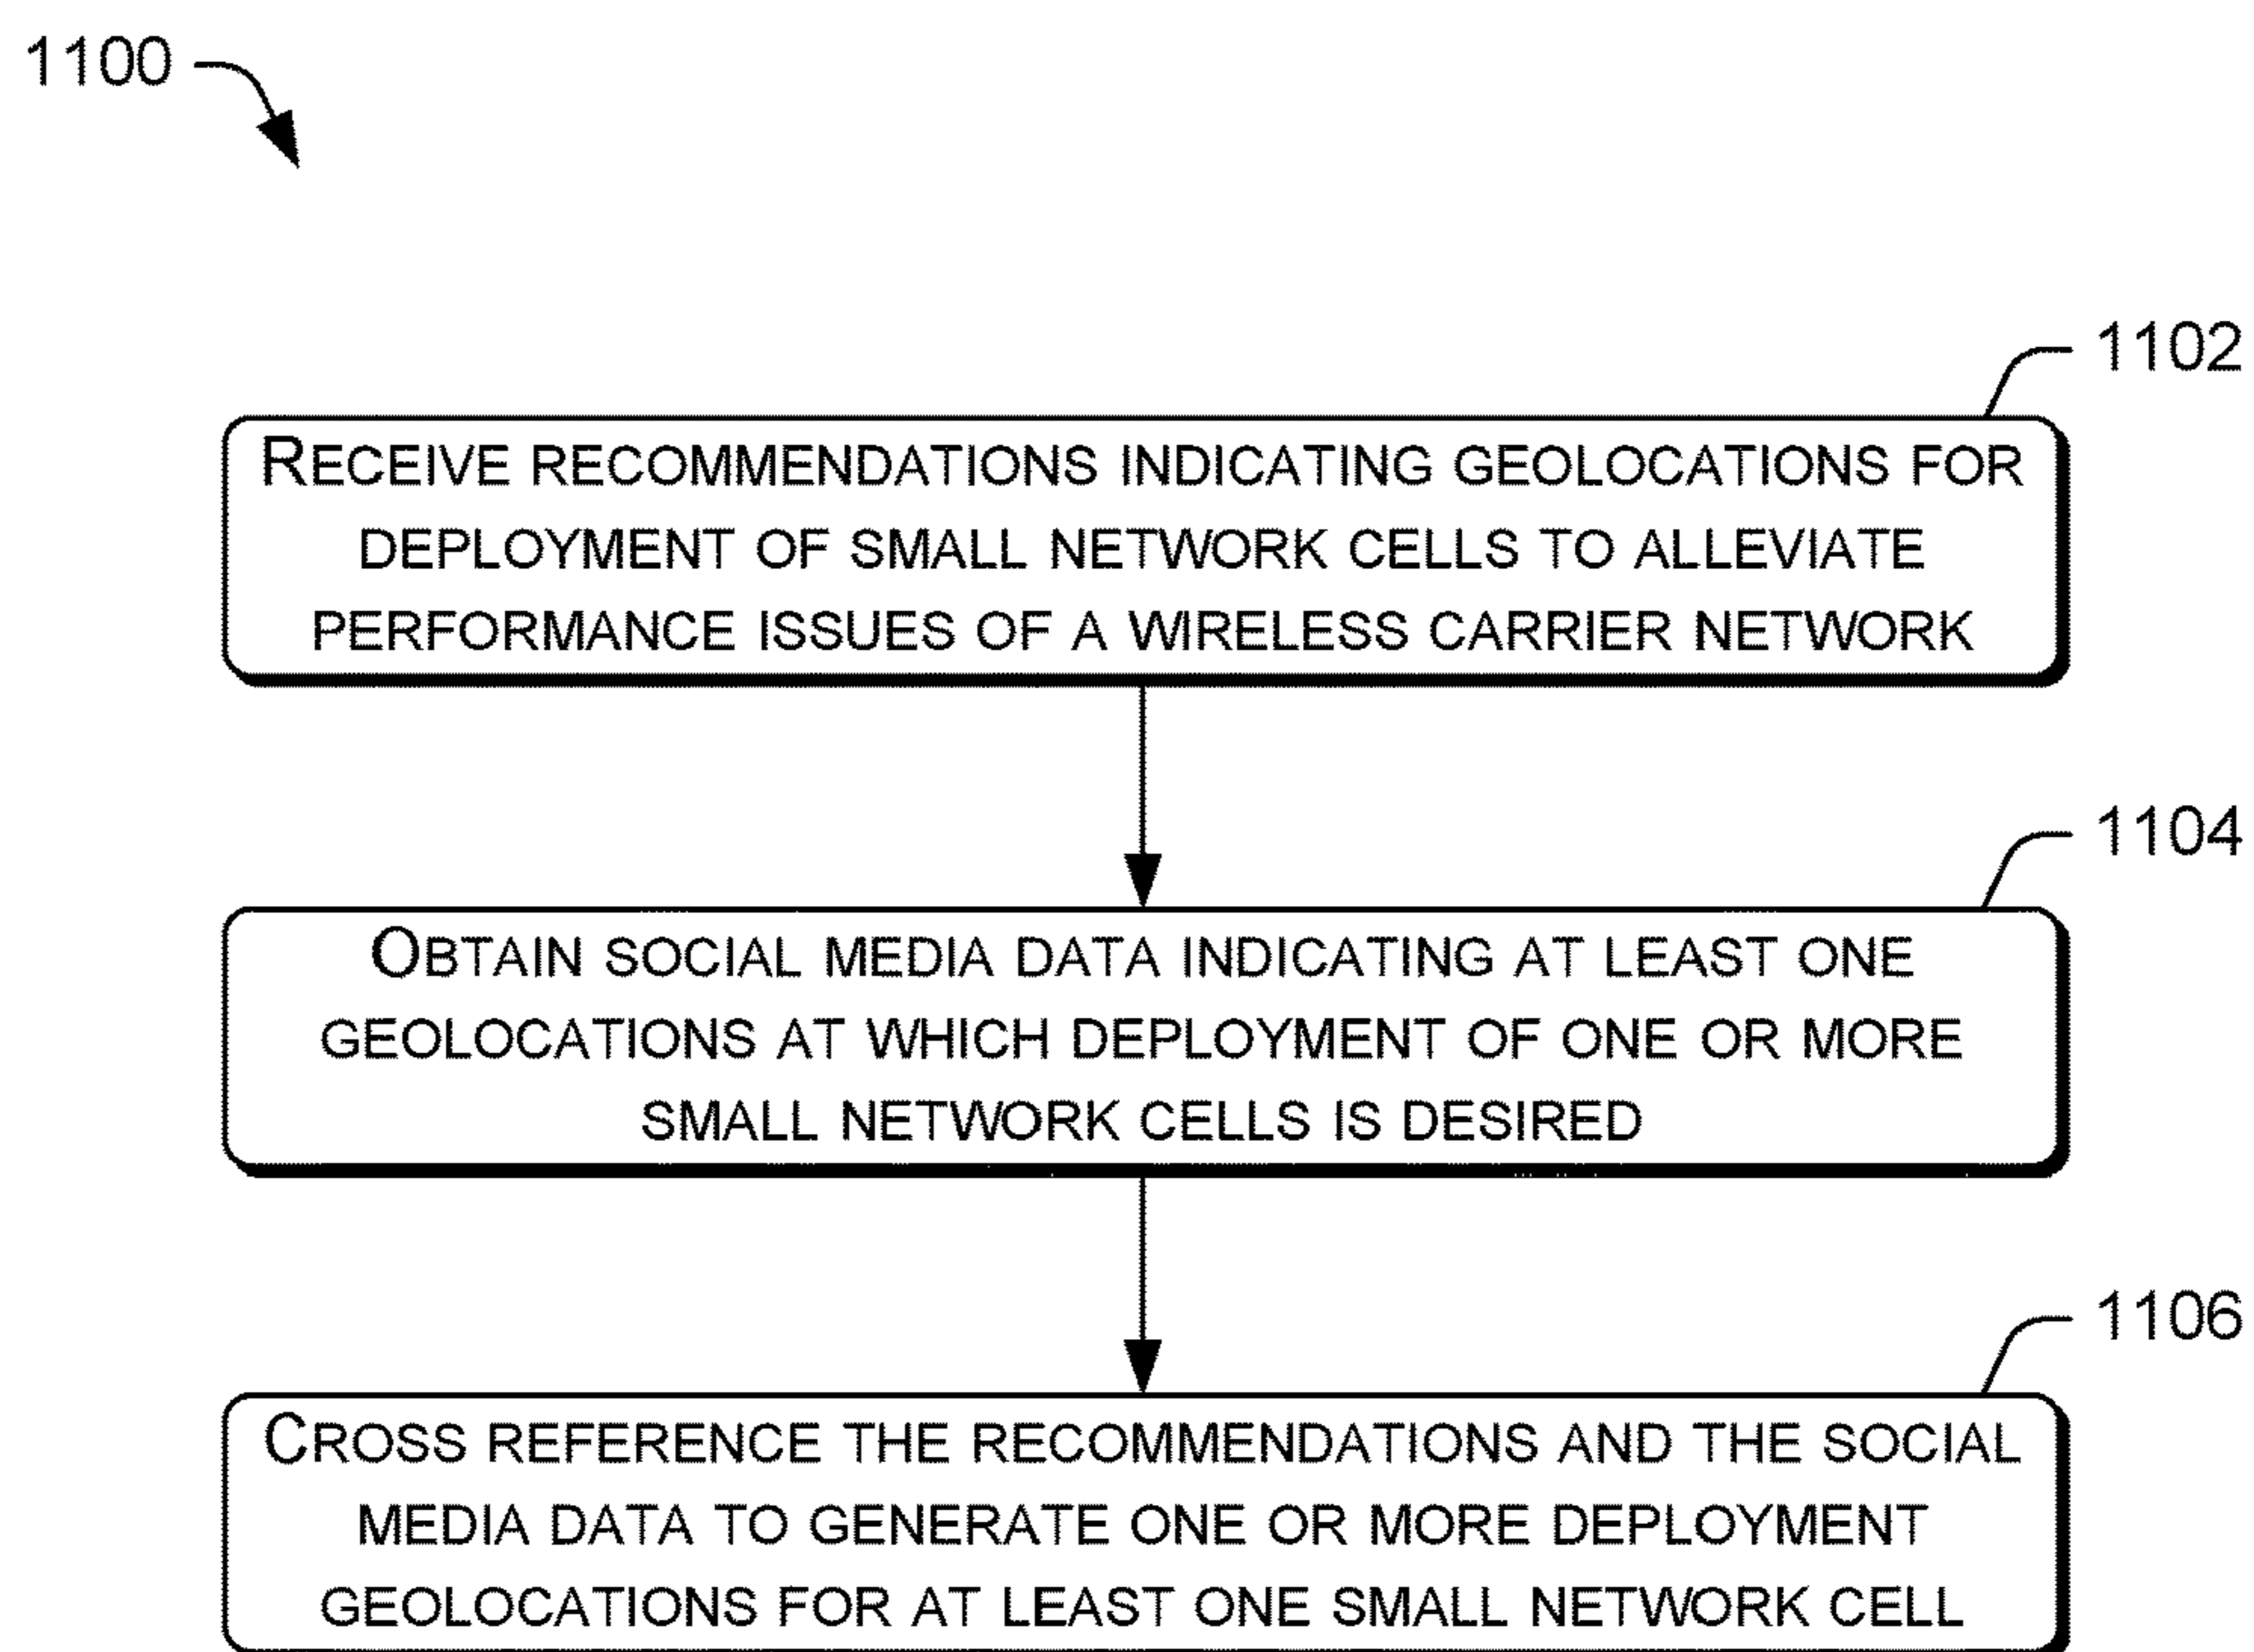 1100
1102
RECEIVE RECOMMENDATIONS INDICATING GEOLOCATIONS FOR
DEPLOYMENT OF SMALL NETWORK CELLS TO ALLEVIATE
PERFORMANCE ISSUES OF A WIRELESS CARRIER NETWORK
1104
OBTAIN SOCIAL MEDIA DATA INDICATING AT LEAST ONE
GEOLOCATIONS AT WHICH DEPLOYMENT OF ONE OR MORE
SMALL NETWORK CELLS IS DESIRED
1106
CROSS REFERENCE THE RECOMMENDATIONS AND THE SOCIAL
MEDIA DATA TO GENERATE ONE OR MORE DEPLOYMENT
GEOLOCATIONS FOR AT LEAST ONE SMALL NETWORK CELL